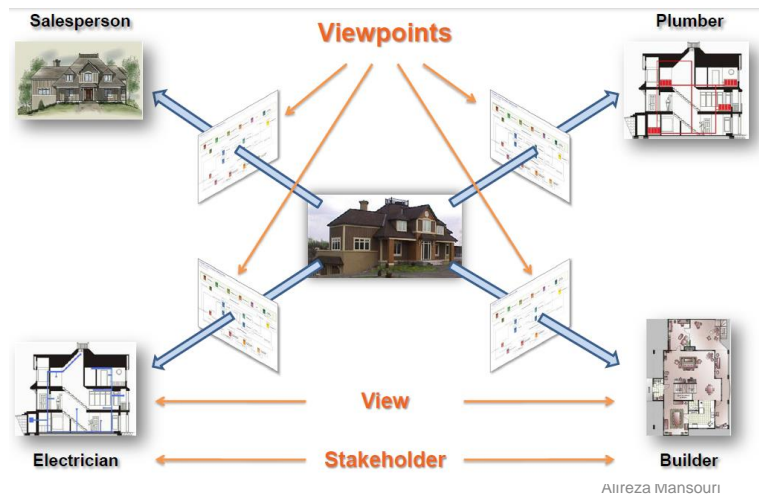 Salesperson
Viewpoints
Plumber
View
Electrician
Stakeholder
Builder
Alireza Mansouri